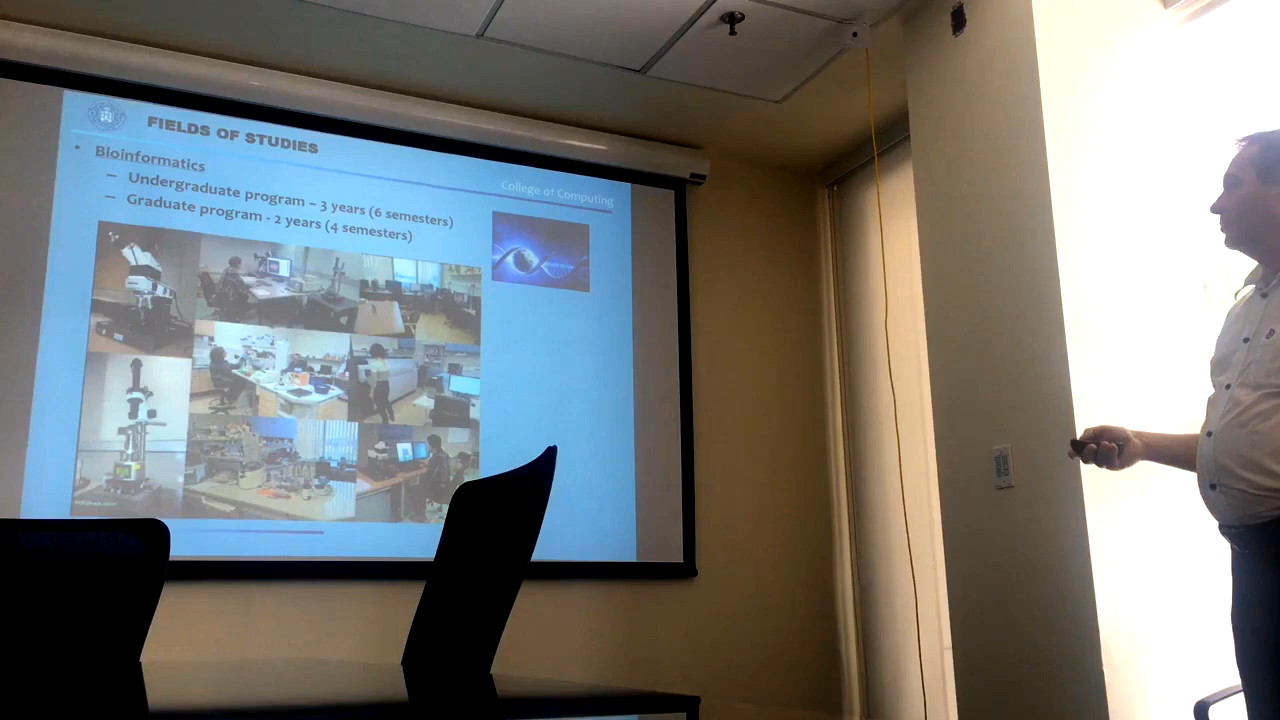 FIELDS OF STUDIES
College of Computing
• Bioinformatics
– Undergraduate program – 3 years (6 semesters)
– Graduate program - 2 years (4 semesters)